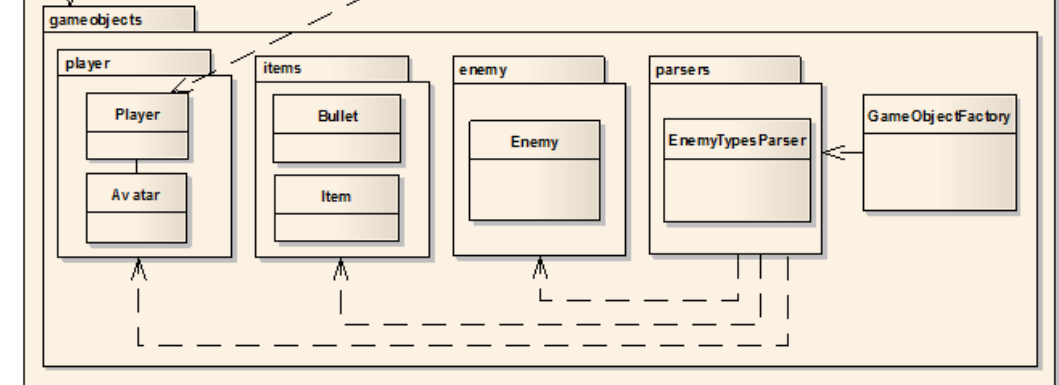 gameobjects
player
items
enemy
parsers
Player
Bullet
Enemy
EnemyTypesParser
GameObjectFactory
Avatar
Item